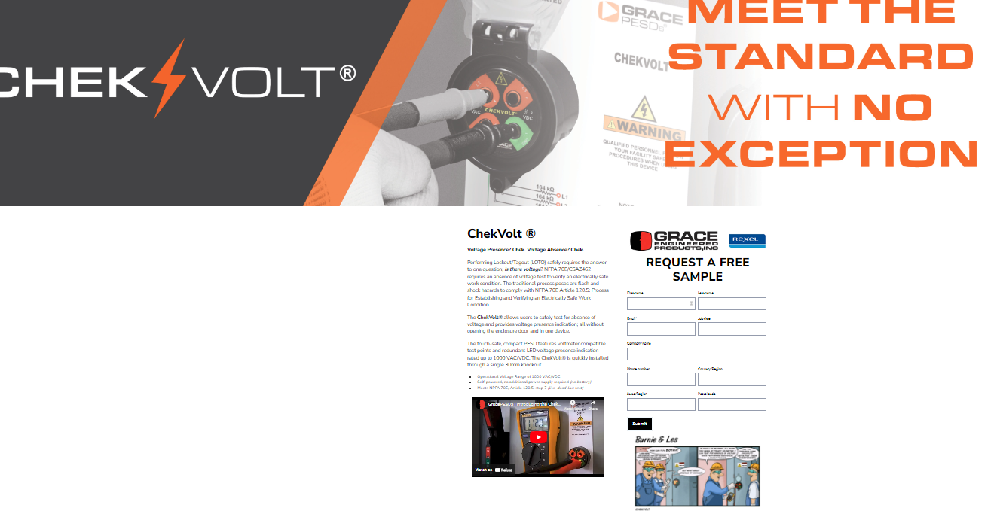 CHEK VOLT®
GRACE
PESDs®
CHEKVOLT
WARNING
QUALIFIED PERSONNEL
YOUR FACILITY
PROCEDURES WHEN
THIS DEVICE
VAC
CHEKVOLT
VDC
164 kΩ
L1
164 kΩ
164 kΩ
MEET THE
STANDARD
WITH NO
EXCEPTION
ChekVolt ®
Voltage Presence? Chek. Voltage Absence? Chek.
Performing Lockout/Tagout (LOTO) safely requires the answer
to one question; is there voltage? NFPA 70E/CSAZ462
requires an absence of voltage test to verify an electrically safe
work condition. The traditional process poses arc flash and
shock hazards to comply with NFPA 70E Article 120.5: Process
for Establishing and Verifying an Electrically Safe Work
Condition.
The ChekVolt® allows users to safely test for absence of
voltage and provides voltage presence indication; all without
opening the enclosure door and in one device.
The touch-safe, compact PESD features voltmeter compatible
test points and redundant LED voltage presence indication
rated up to 1000 VAC/VDC. The ChekVolt® is quickly installed
through a single 30mm knockout
Operational Voltage Range of 1000 VAC/VDC
Self-powered, no additional power supply required (no battery)
Meets NPFA 70E, Article 120.5, step 7 (live-dead-live test)
GracePESDs | Introducing the Chek...
WARNING
Watch on YouTube
GRACE
ENGINEERED
PRODUCTS, INC
REXEL
REQUEST A FREE
SAMPLE
First name
Last name
Email *
Job title
Company name
Phone number
Country/Region
State/Region
Postal code
Submit
Burnie & Les